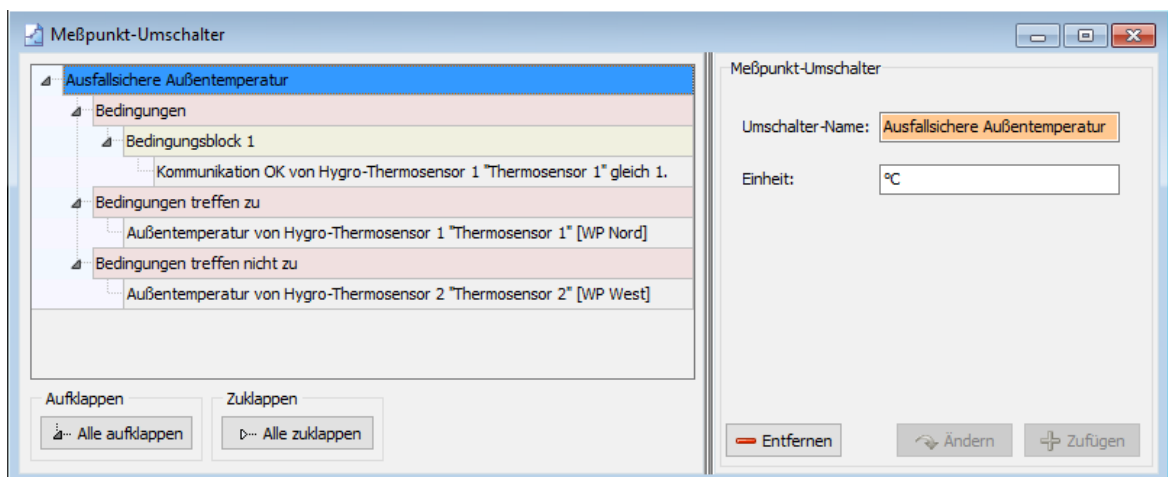 Meßpunkt-Umschalter
Ausfallsichere Außentemperatur
Bedingungen
Bedingungsblock 1
Kommunikation OK von Hygro-Thermosensor 1 "Thermosensor 1" gleich 1.
Bedingungen treffen zu
Außentemperatur von Hygro-Thermosensor 1 "Thermosensor 1" [WP Nord]
Bedingungen treffen nicht zu
Außentemperatur von Hygro-Thermosensor 2 "Thermosensor 2" [WP West]
Aufklappen
Alle aufklappen
Zuklappen
Alle zuklappen
Meßpunkt-Umschalter
Umschalter-Name: Ausfallsichere Außentemperatur
Einheit: °C
Entfernen
Ändern
Zufügen